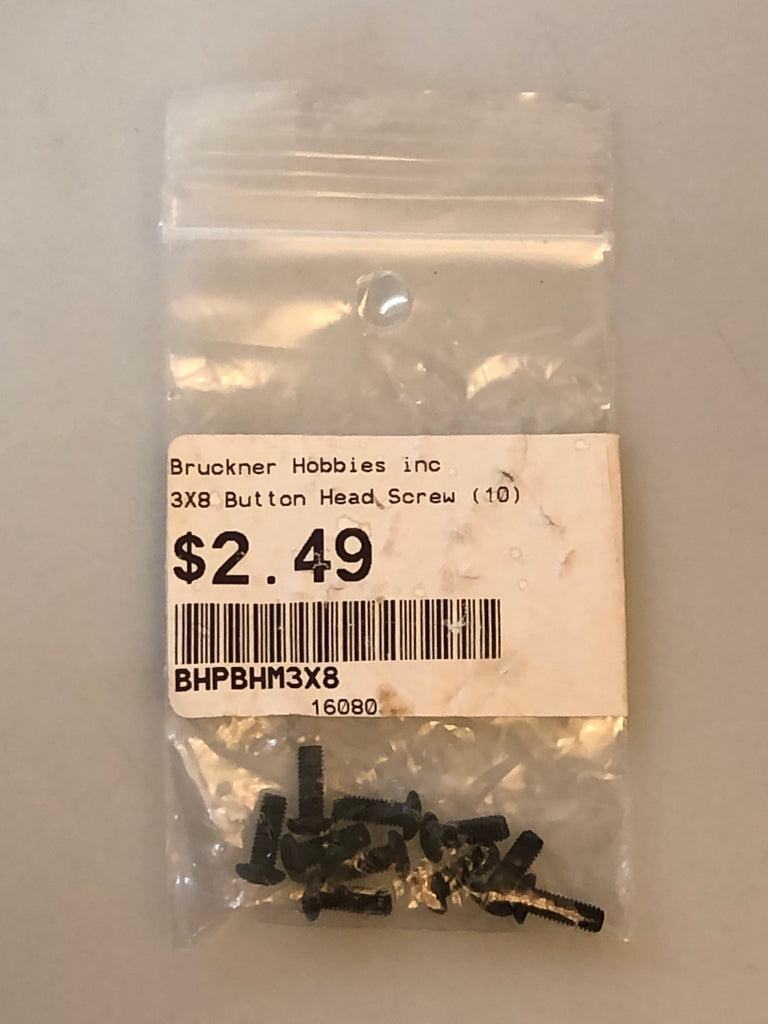 Bruckner Hobbies inc
3X8 Button Head Screw (10)
$2.49
BHPBHM3X8
16080